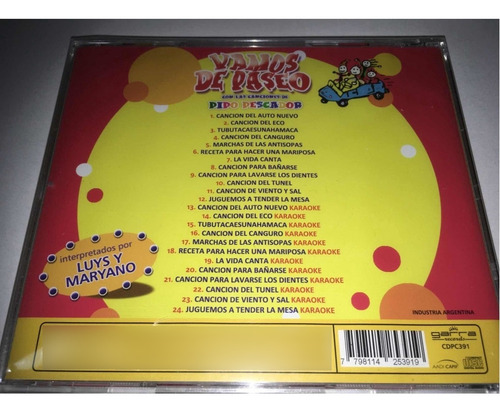 VAMOS
DE PASEO
CON LAS CANCIONES DE
PIPO PESCADOR
1. CANCION DEL AUTO NUEVO
2. CANCION DEL ECO
3. TUBUTACAESUNAHAMACA
4. CANCION DEL CANGURO
5. MARCHAS DE LAS ANTISOPAS
6. RECETA PARA HACER UNA MARIPOSA
7. LA VIDA CANTA
8. CANCION PARA BAÑARSE
9. CANCION PARA LAVARSE LOS DIENTES
10. CANCION DEL TUNEL
11. CANCION DE VIENTO Y SAL
12. JUGUEMOS A TENDER LA MESA
13. CANCION DEL AUTO NUEVO KARAOKE
14. CANCION DEL ECO KARAOKE
15. TUBUTACAESUNAHAMACA KARAOKE
16. CANCION DEL CANGURO KARAOKE
17. MARCHAS DE LAS ANTISOPAS KARAOKE
18. RECETA PARA HACER UNA MARIPOSA KARAOKE
19. LA VIDA CANTA KARAOKE
20. CANCION PARA BAÑARSE KARAOKE
21. CANCION PARA LAVARSE LOS DIENTES KARAOKE
22. CANCION DEL TUNEL KARAOKE
23. CANCION DE VIENTO Y SAL KARAOKE
24. JUGUEMOS A TENDER LA MESA KARAOKE
interpretados por
LUYS Y
MARYANO
INDUSTRIA ARGENTINA
7 798114 253919
garra
records
CDPC391
AADI CAPIF